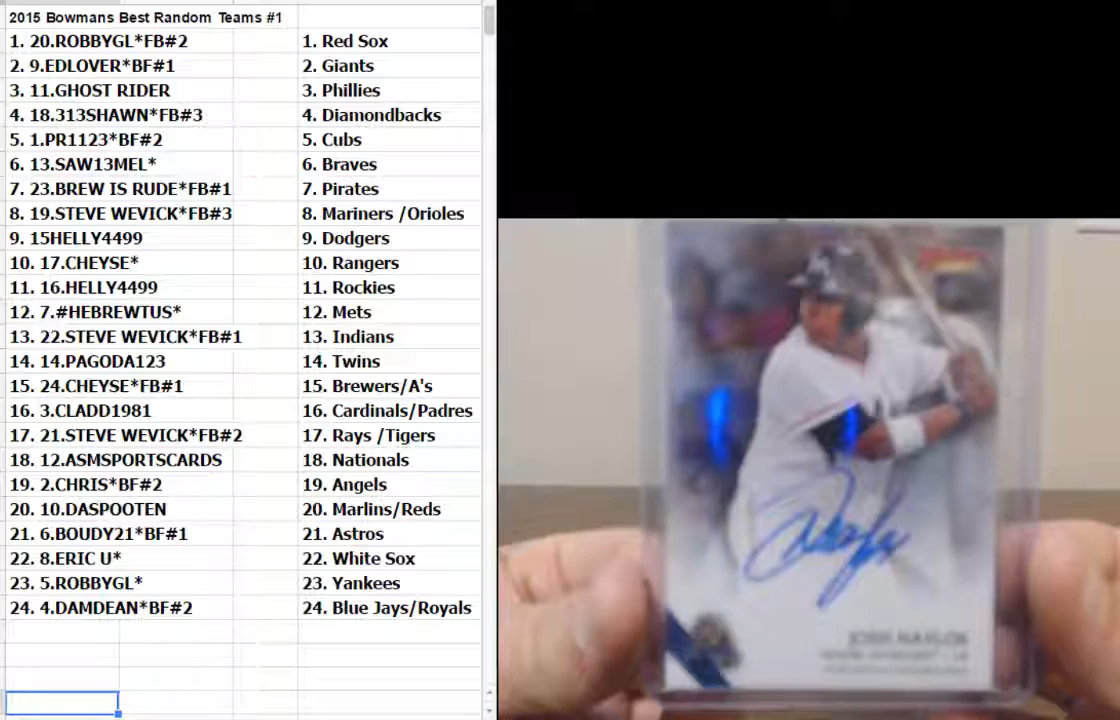 2015 Bowmans Best Random Teams #1
1. 20.ROBBYGL*FB#2 1. Red Sox
2. 9.EDLOVER*BF#1 2. Giants
3. 11.GHOST RIDER 3. Phillies
4. 18.313SHAWN*FB#3 4. Diamondbacks
5. 1.PR1123*BF#2 5. Cubs
6. 13.SAW13MEL* 6. Braves
7. 23.BREW IS RUDE*FB#1 7. Pirates
8. 19.STEVE WEVICK*FB#3 8. Mariners /Orioles
9. 15HELLY4499 9. Dodgers
10. 17.CHEYSE* 10. Rangers
11. 16.HELLY4499 11. Rockies
12. 7.#HEBREWTUS* 12. Mets
13. 22.STEVE WEVICK*FB#1 13. Indians
14. 14.PAGODA123 14. Twins
15. 24.CHEYSE*FB#1 15. Brewers/A's
16. 3.CLADD1981 16. Cardinals/Padres
17. 21.STEVE WEVICK*FB#2 17. Rays /Tigers
18. 12.ASMSPORTSCARDS 18. Nationals
19. 2.CHRIS*BF#2 19. Angels
20. 10.DASPOOTEN 20. Marlins/Reds
21. 6.BOUDY21*BF#1 21. Astros
22. 8.ERIC U* 22. White Sox
23. 5.ROBBYGL* 23. Yankees
24. 4.DAMDEAN*BF#2 24. Blue Jays/Royals
JOSH NAYLOR